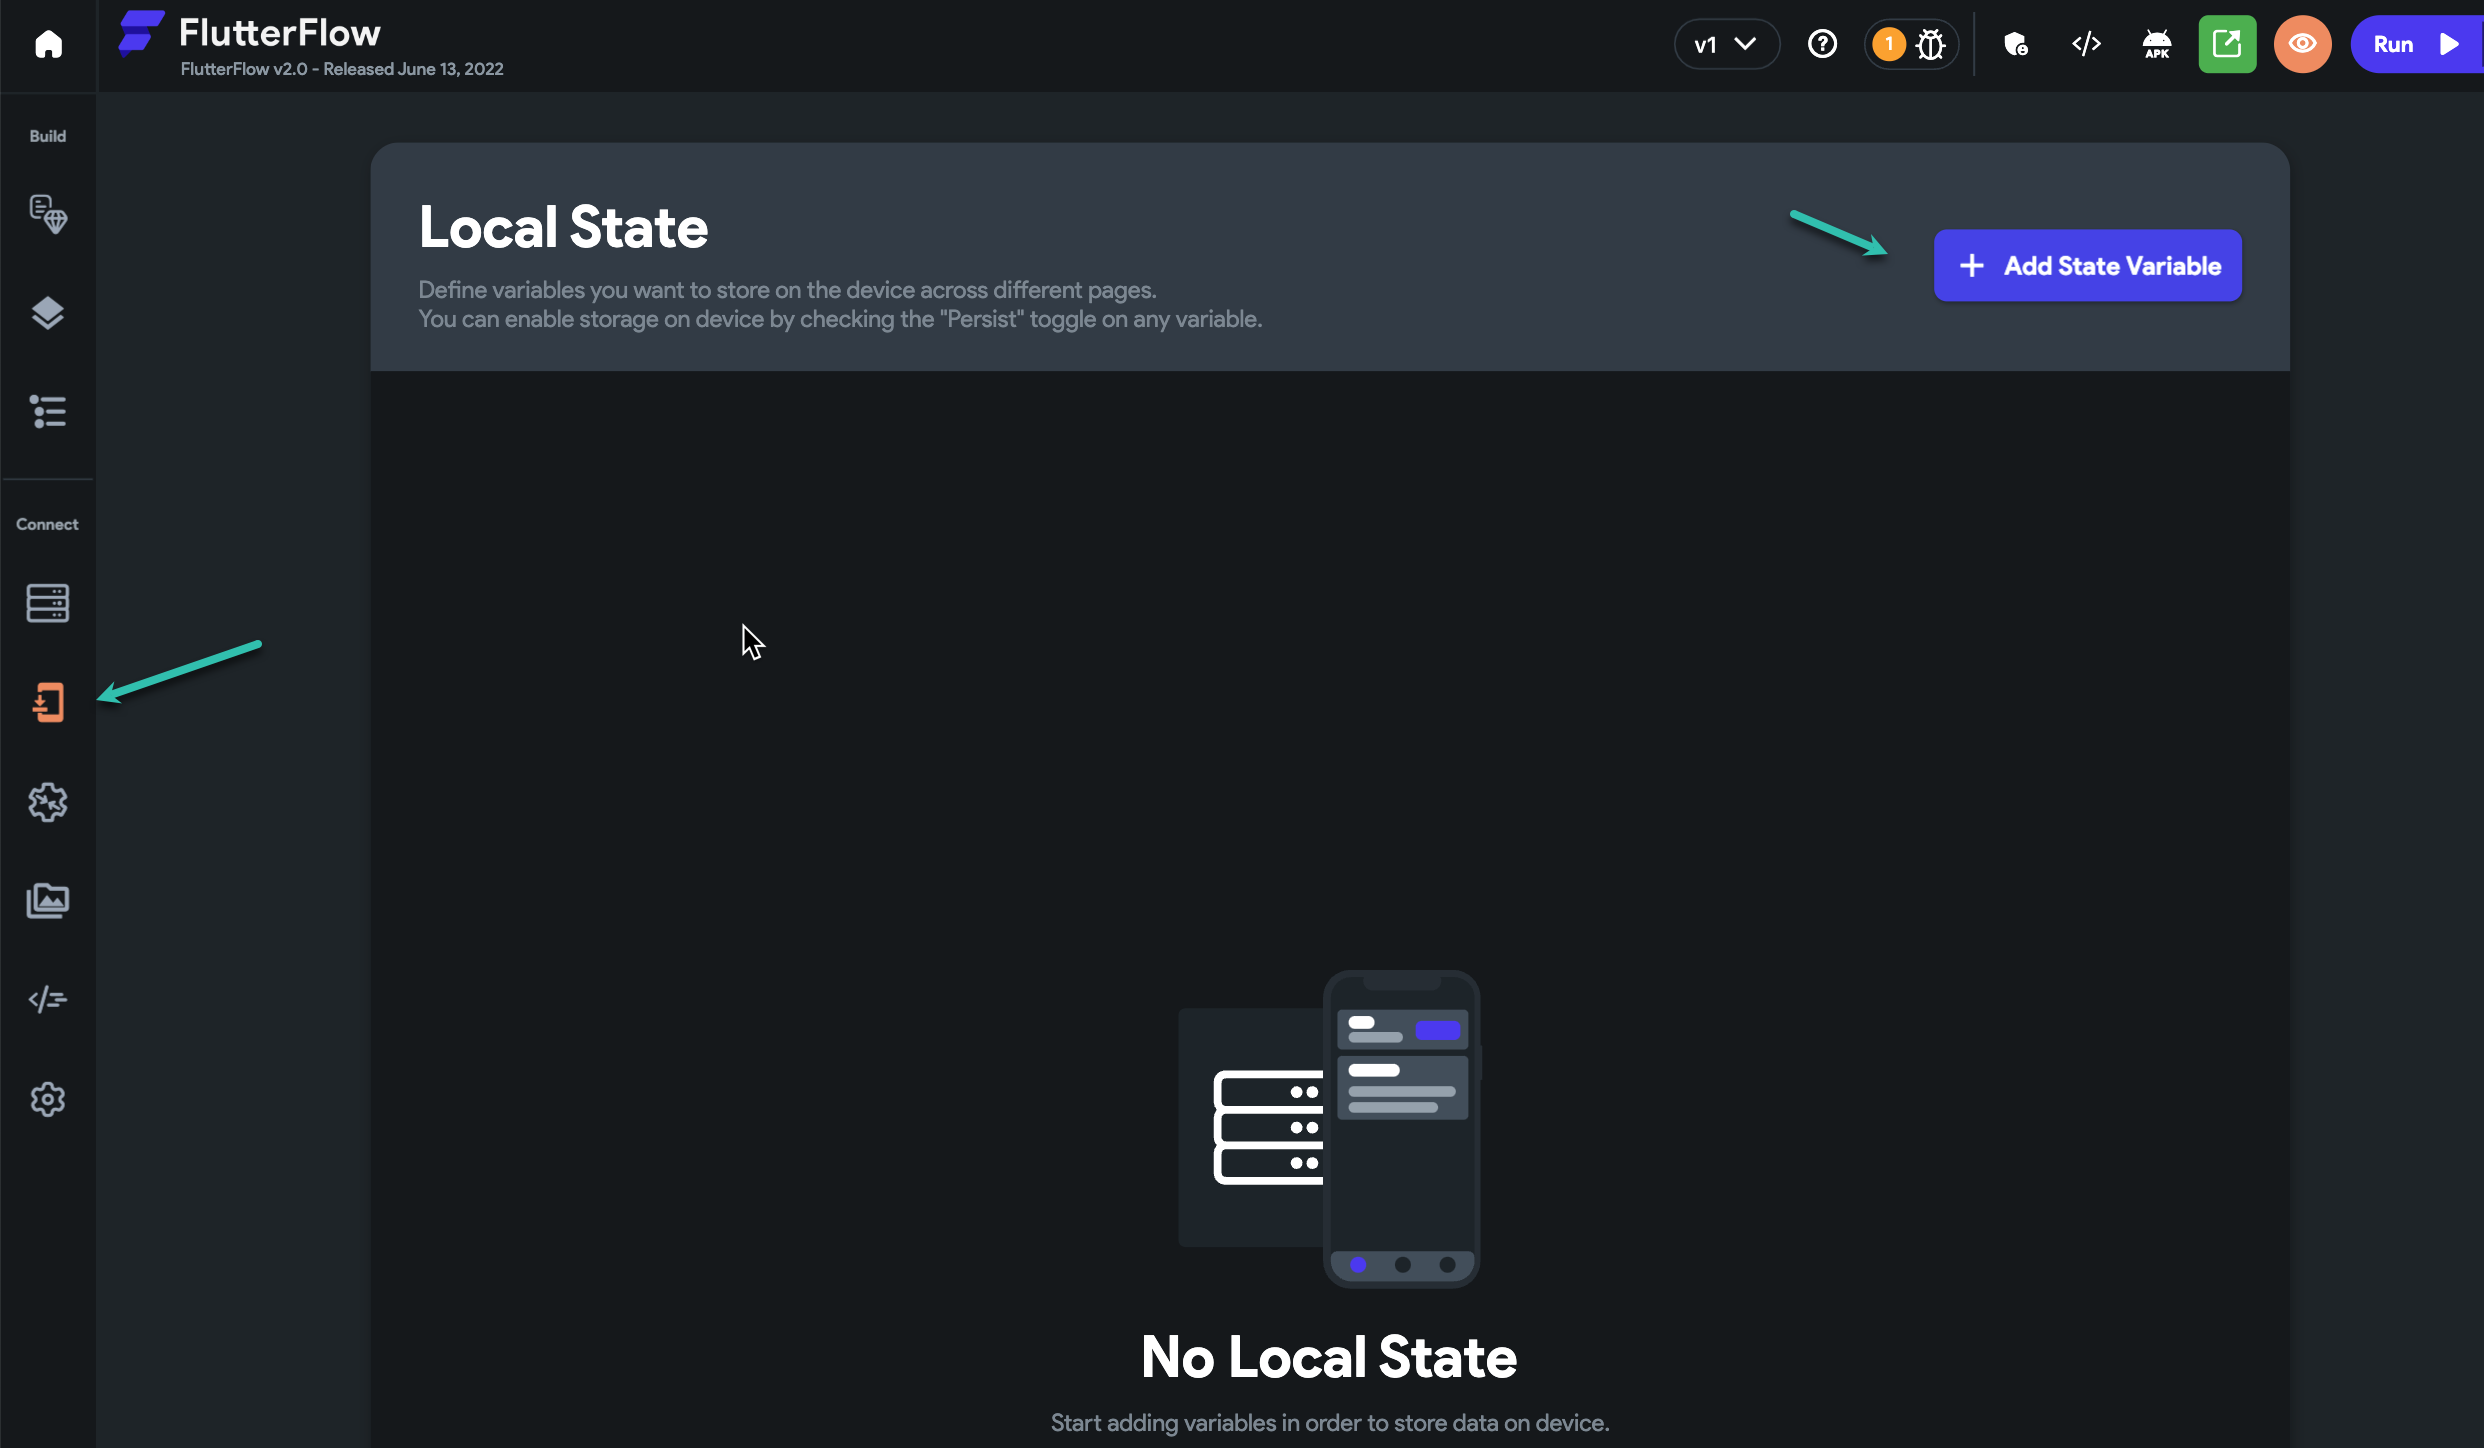 FlutterFlow
FlutterFlow v2.0 - Released June 13, 2022
v1
1
APK
Run
Build
Connect
Local State
Define variables you want to store on the device across different pages.
You can enable storage on device by checking the "Persist" toggle on any variable.
+ Add State Variable
No Local State
Start adding variables in order to store data on device.